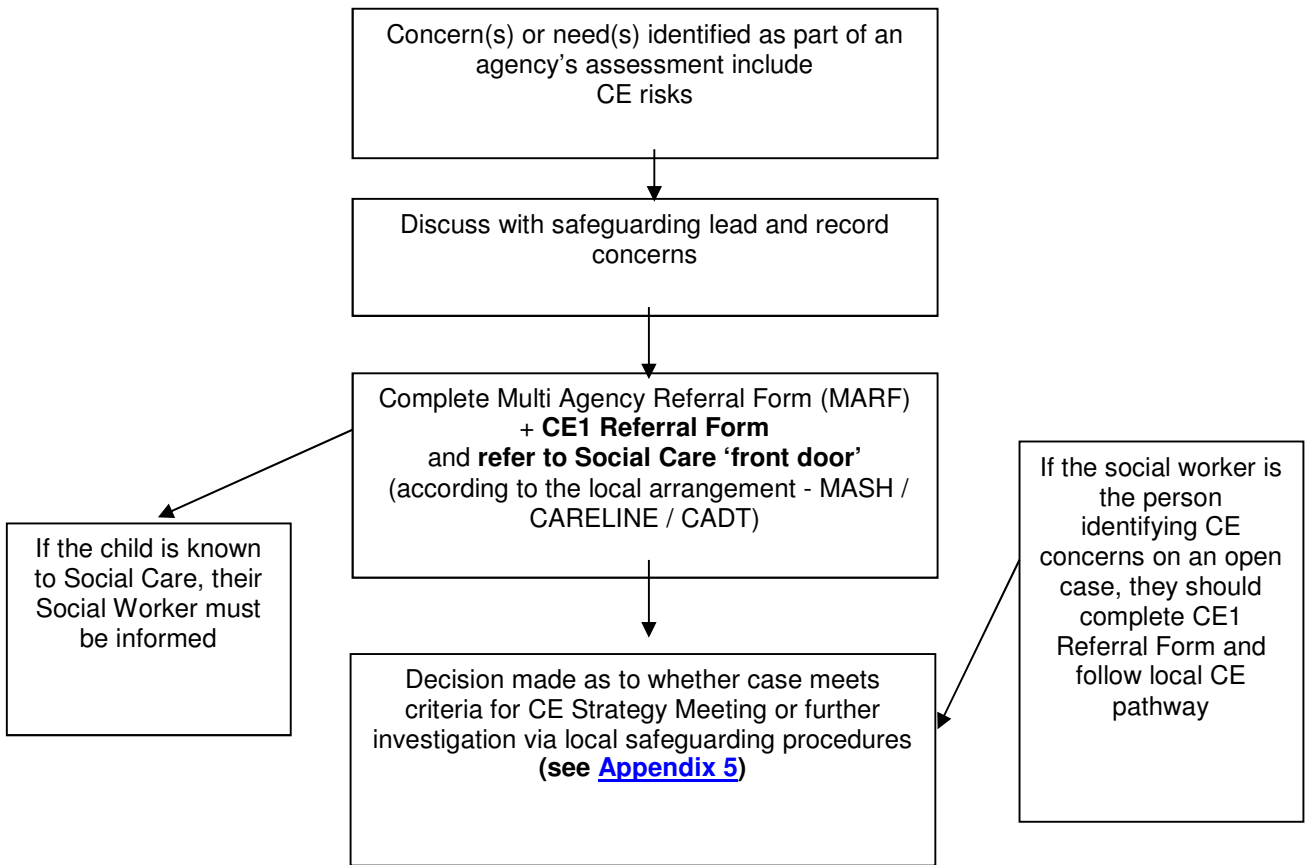 Concern(s) or need(s) identified as part of an
agency's assessment include
CE risks
Discuss with safeguarding lead and record
concerns
Complete Multi Agency Referral Form (MARF)
+ CE1 Referral Form
and refer to Social Care 'front door'
(according to the local arrangement - MASH /
CARELINE / CADT)
If the child is known
to Social Care, their
Social Worker must
be informed
If the social worker is
the person
identifying CE
concerns on an open
case, they should
complete CE1
Referral Form and
follow local CE
pathway
Decision made as to whether case meets
criteria for CE Strategy Meeting or further
investigation via local safeguarding procedures
(see Appendix 5)